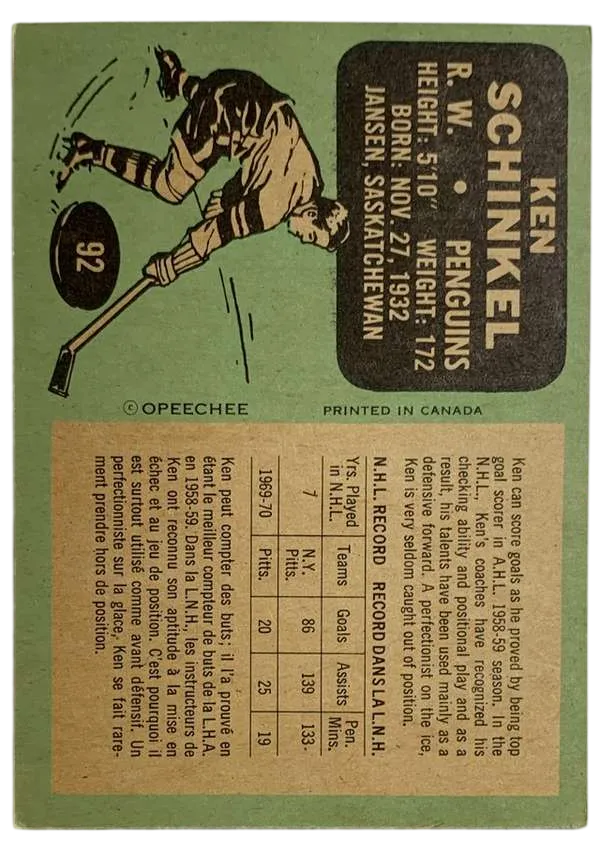 KEN
SCHINKEL
R. W. • PENGUINS
HEIGHT: 5'10" WEIGHT: 172
BORN: NOV. 27, 1932
JANSEN, SASKATCHEWAN
92
© OPEECHEE
PRINTED IN CANADA
Ken can score goals as he proved by being top
goal scorer in A.H.L. 1958-59 season. In the
N.H.L., Ken's coaches have recognized his
checking ability and positional play and as a
result, his talents have been used mainly as a
defensive forward. A perfectionist on the ice,
Ken is very seldom caught out of position.
N.H.L. RECORD RECORD DANS LA L.N.H.
Yrs. Played in N.H.L. Teams Goals Assists Pen. Mins.
7 N.Y. Pitts. 86 139 133
1969-70 Pitts. 20 25 19
Ken peut compter des buts; il l'a prouvé en
étant le meilleur compteur de buts de la L.H.A.
en 1958-59. Dans la L.N.H., les instructeurs de
Ken ont reconnu son aptitude à la mise en
échec et au jeu de position. C'est pourquoi il
est surtout utilisé comme avant défensif. Un
perfectionniste sur la glace, Ken se fait rare-
ment prendre hors de position.